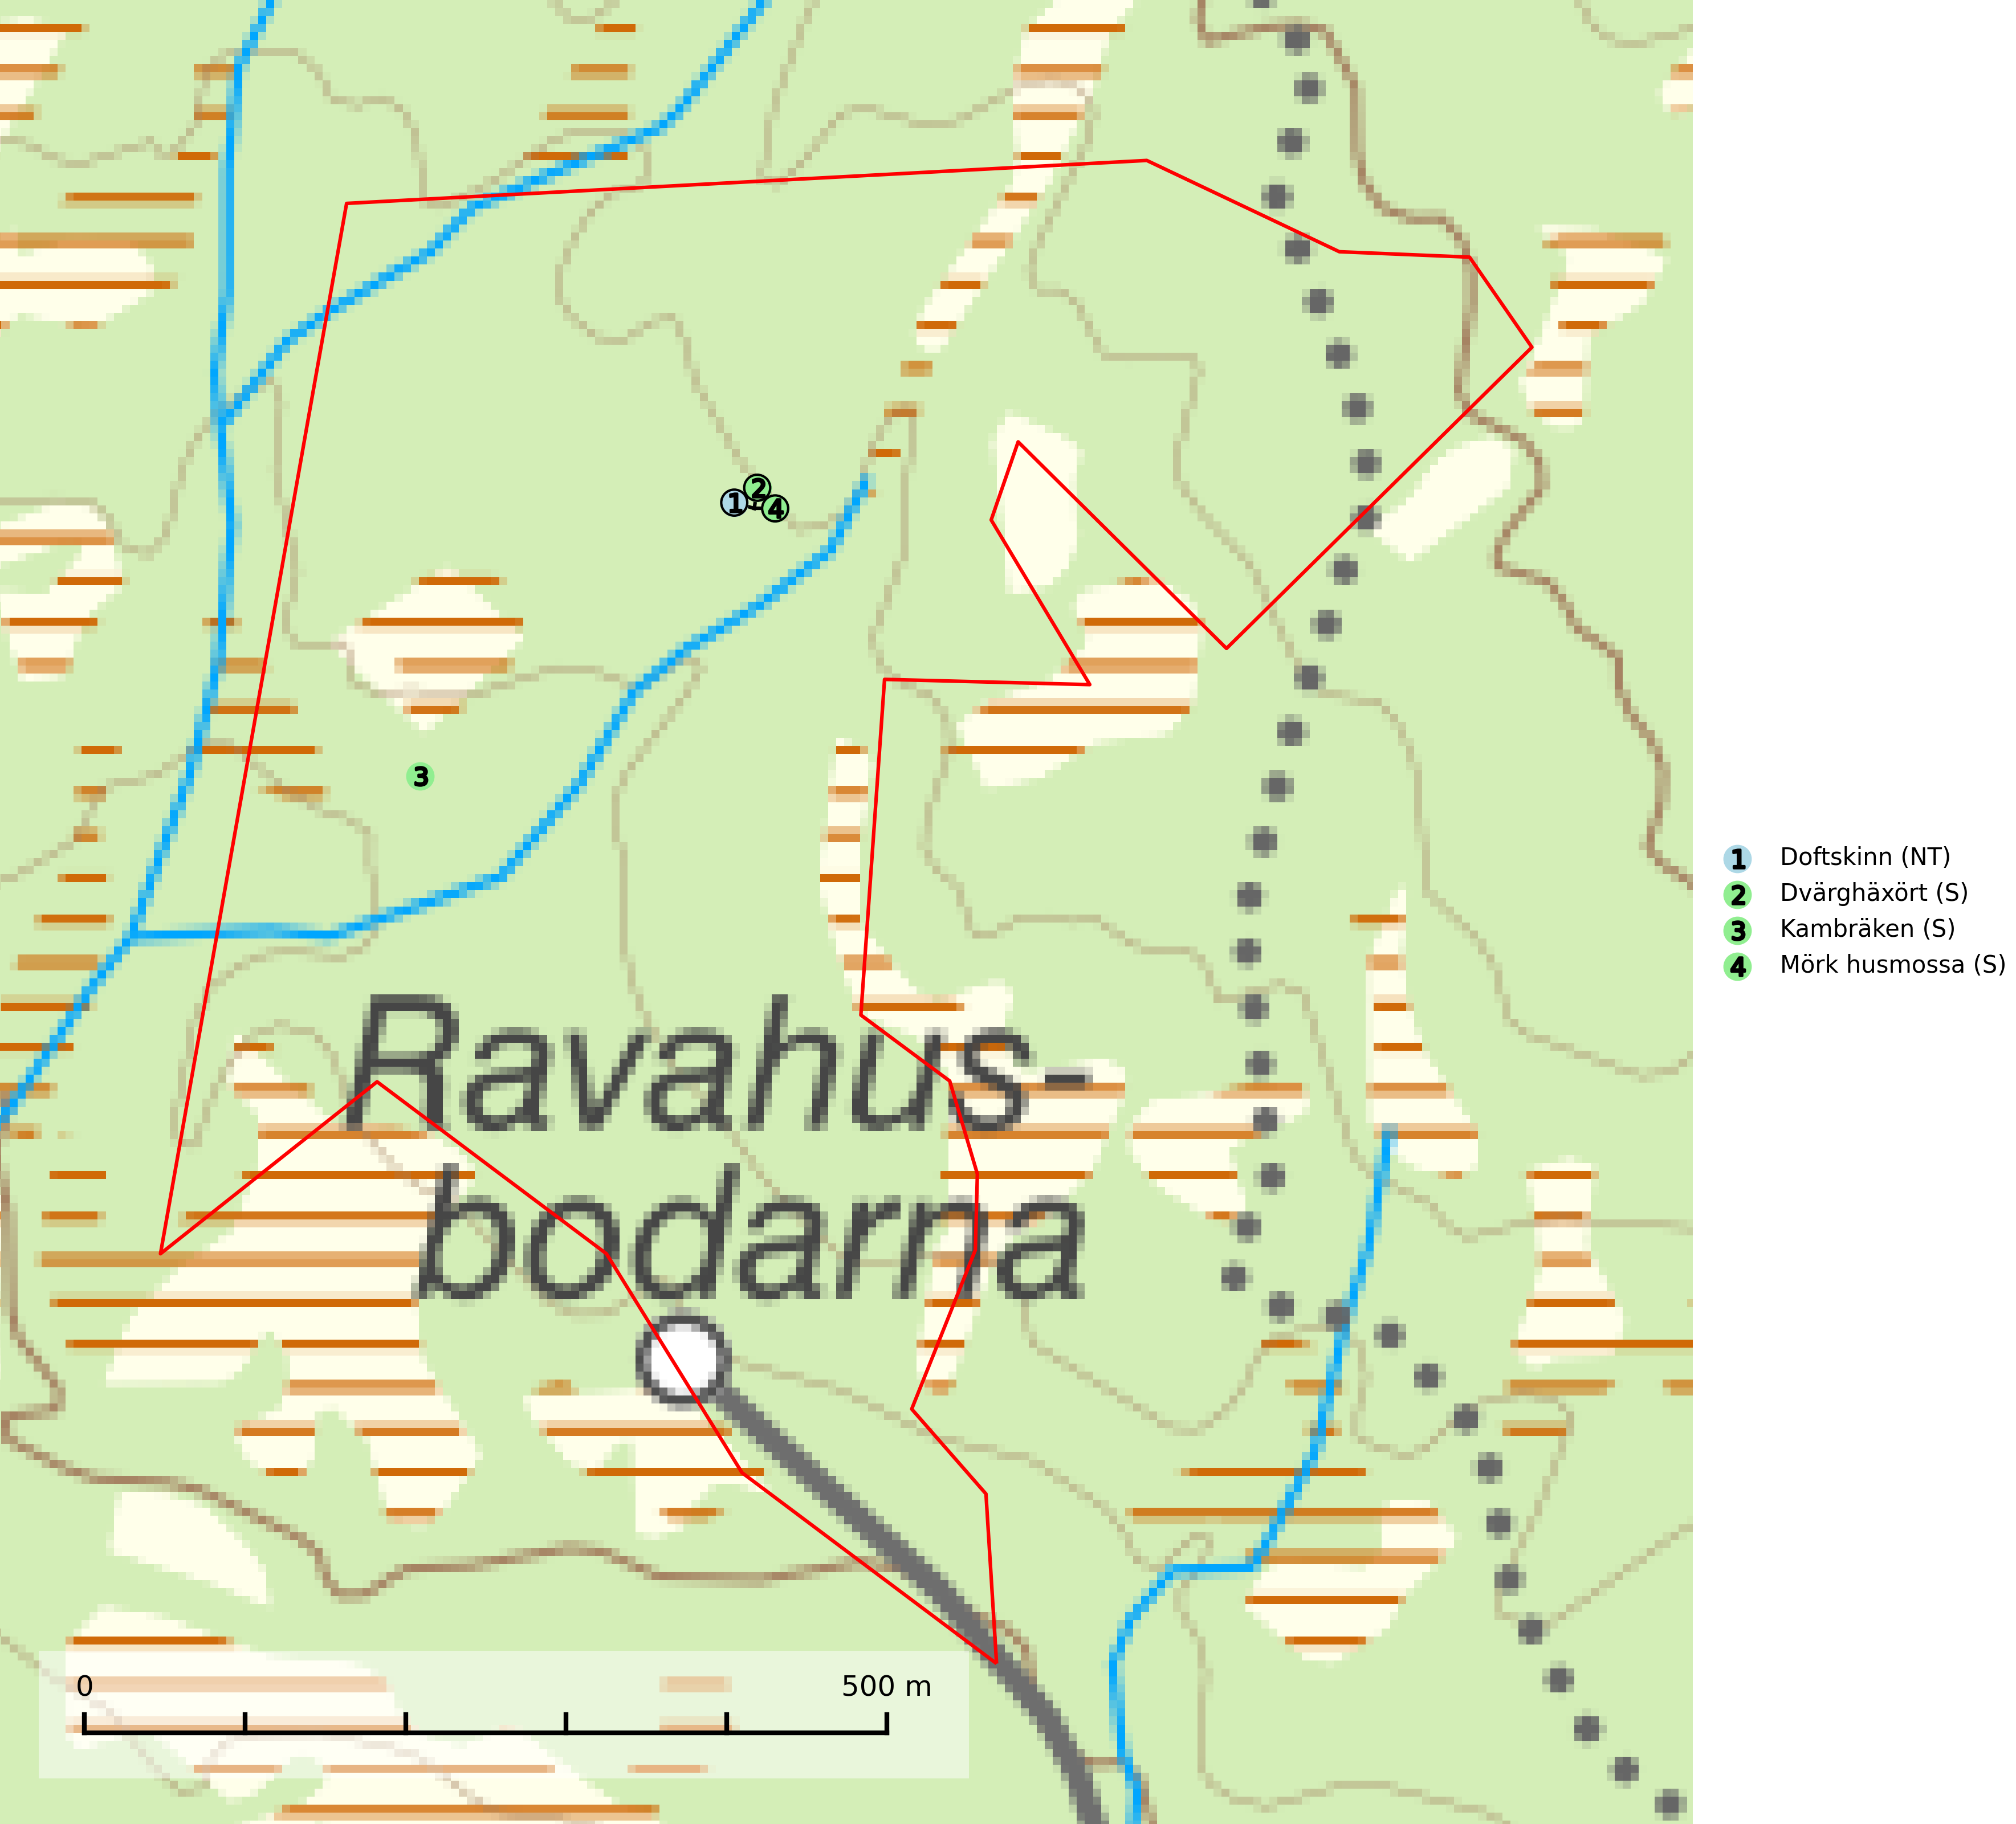 2
1
4
3
Ravahus-
bodarna
0 500 m
1 Doftskinn (NT)
2 Dvärghäxört (S)
3 Kambräken (S)
4 Mörk husmossa (S)